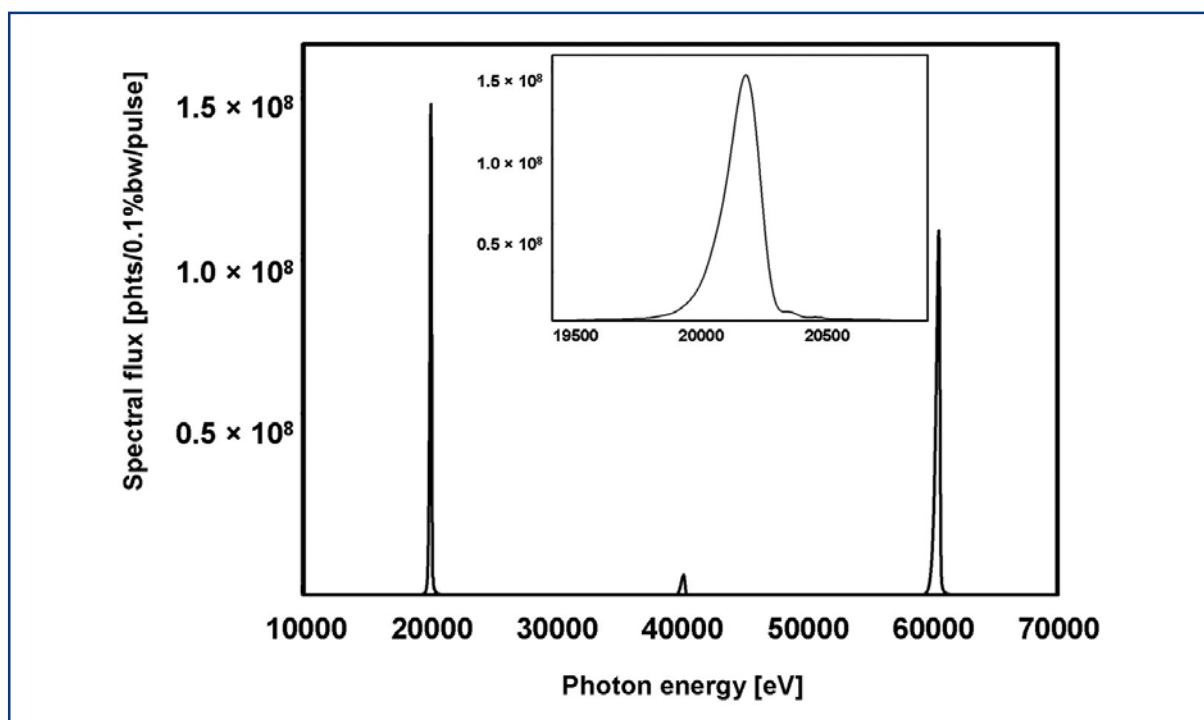 Spectral flux [phts/0.1%bw/pulse]
1.5 × 10⁸
1.0 × 10⁸
0.5 × 10⁸
1.5 × 10⁸
1.0 × 10⁸
0.5 × 10⁸
19500 20000 20500
10000 20000 30000 40000 50000 60000 70000
Photon energy [eV]